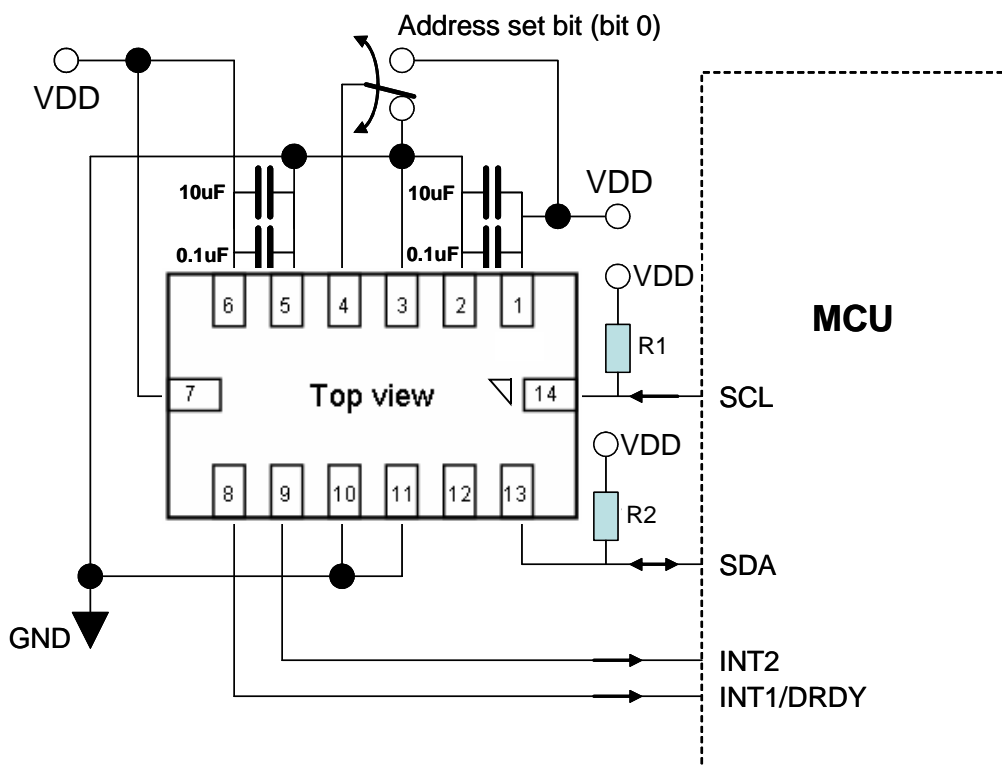 Address set bit (bit 0)
VDD
10uF
10uF
VDD
0.1uF
0.1uF
VDD
6 5 4 3 2 1
MCU
R1
7 Top view 14
SCL
VDD
8 9 10 11 12 13
R2
SDA
GND
INT2
INT1/DRDY